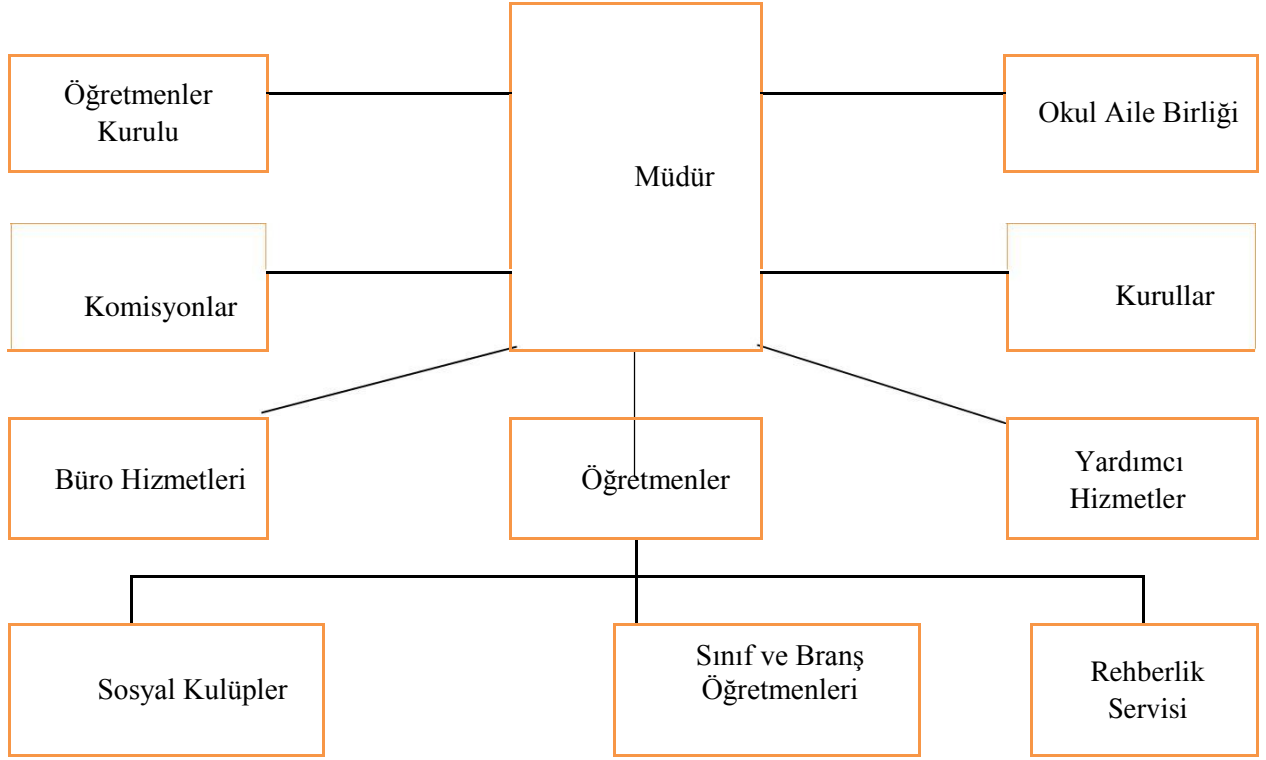 Öğretmenler
Kurulu
Müdür
Okul Aile Birliği
Komisyonlar
Kurullar
Büro Hizmetleri
Öğretmenler
Yardımcı
Hizmetler
Sosyal Kulüpler
Sınıf ve Branş
Öğretmenleri
Rehberlik
Servisi